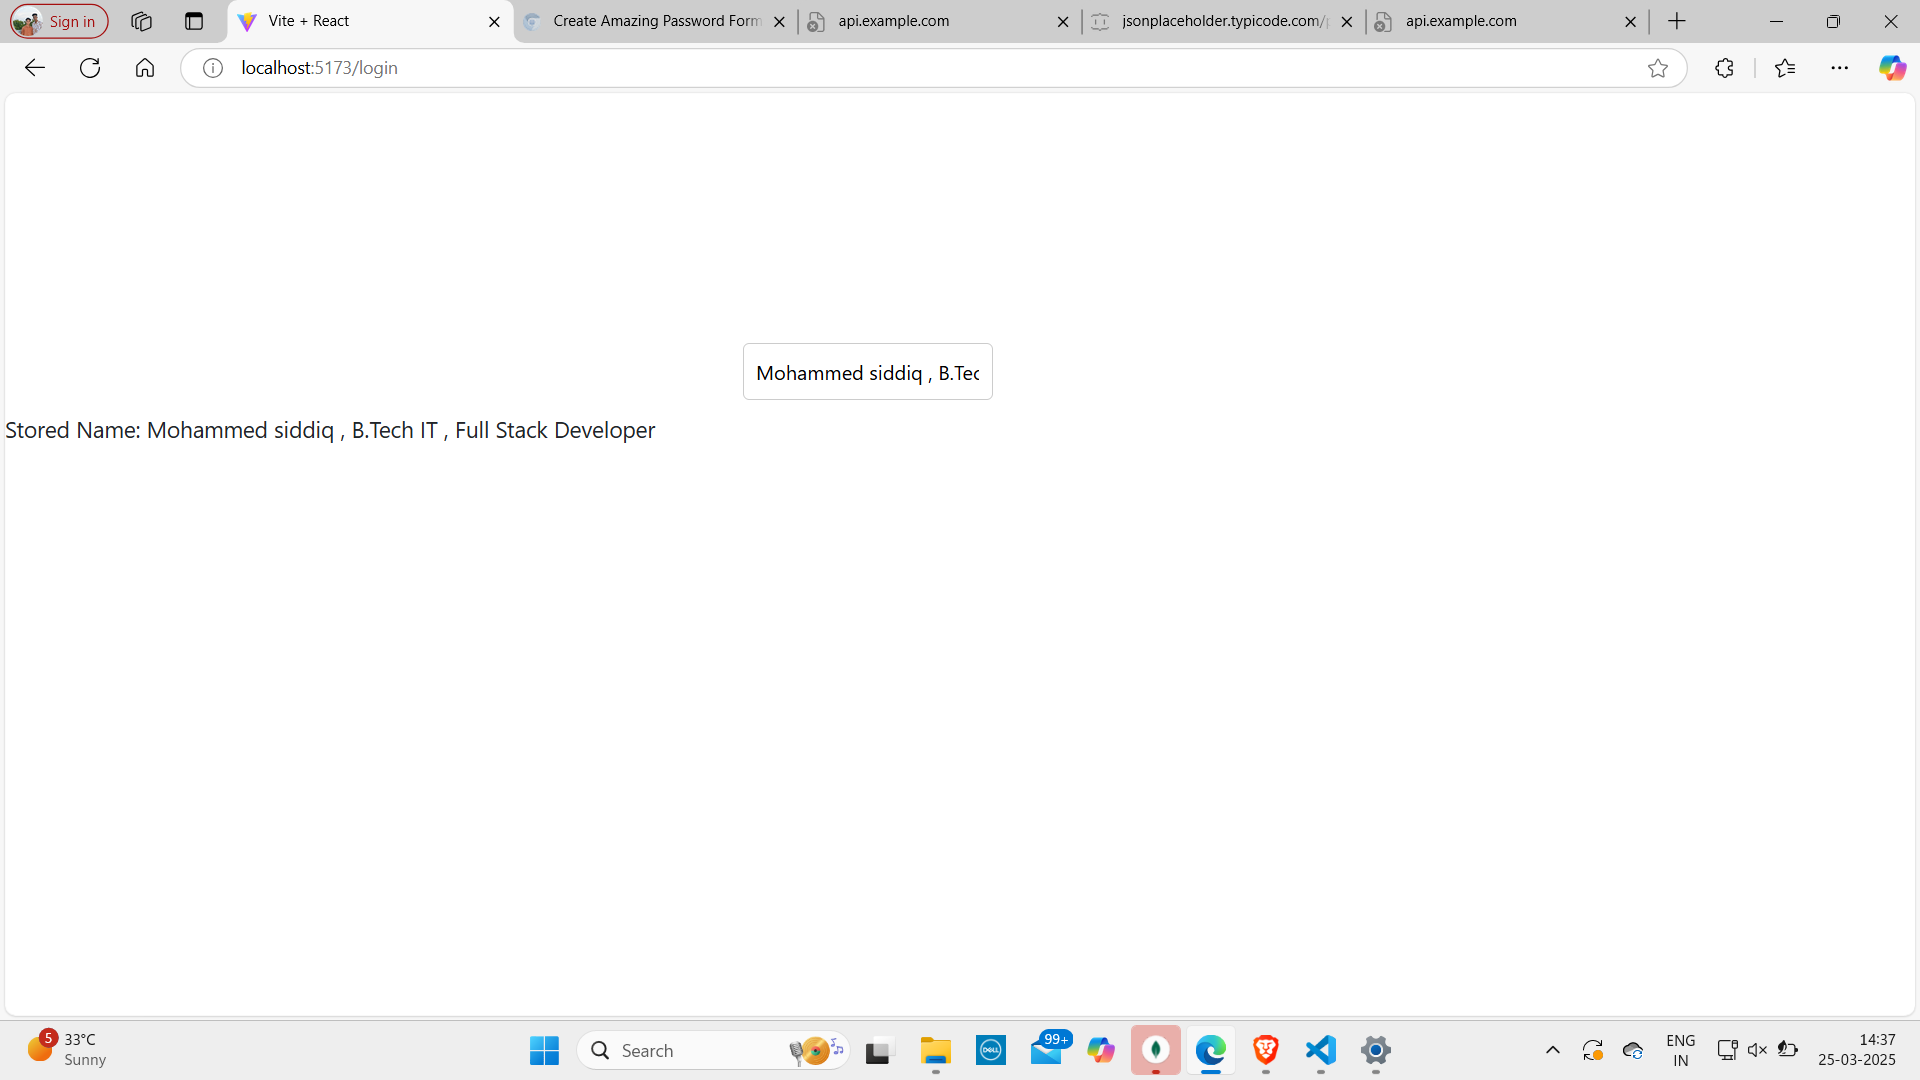 Sign in
Vite + React
Create Amazing Password Form
api.example.com
jsonplaceholder.typicode.com/p
api.example.com
localhost:5173/login
Mohammed siddiq , B.Tec
Stored Name: Mohammed siddiq , B.Tech IT , Full Stack Developer
5
33°C
Sunny
Search
DELL
99+
ENG
IN
14:37
25-03-2025